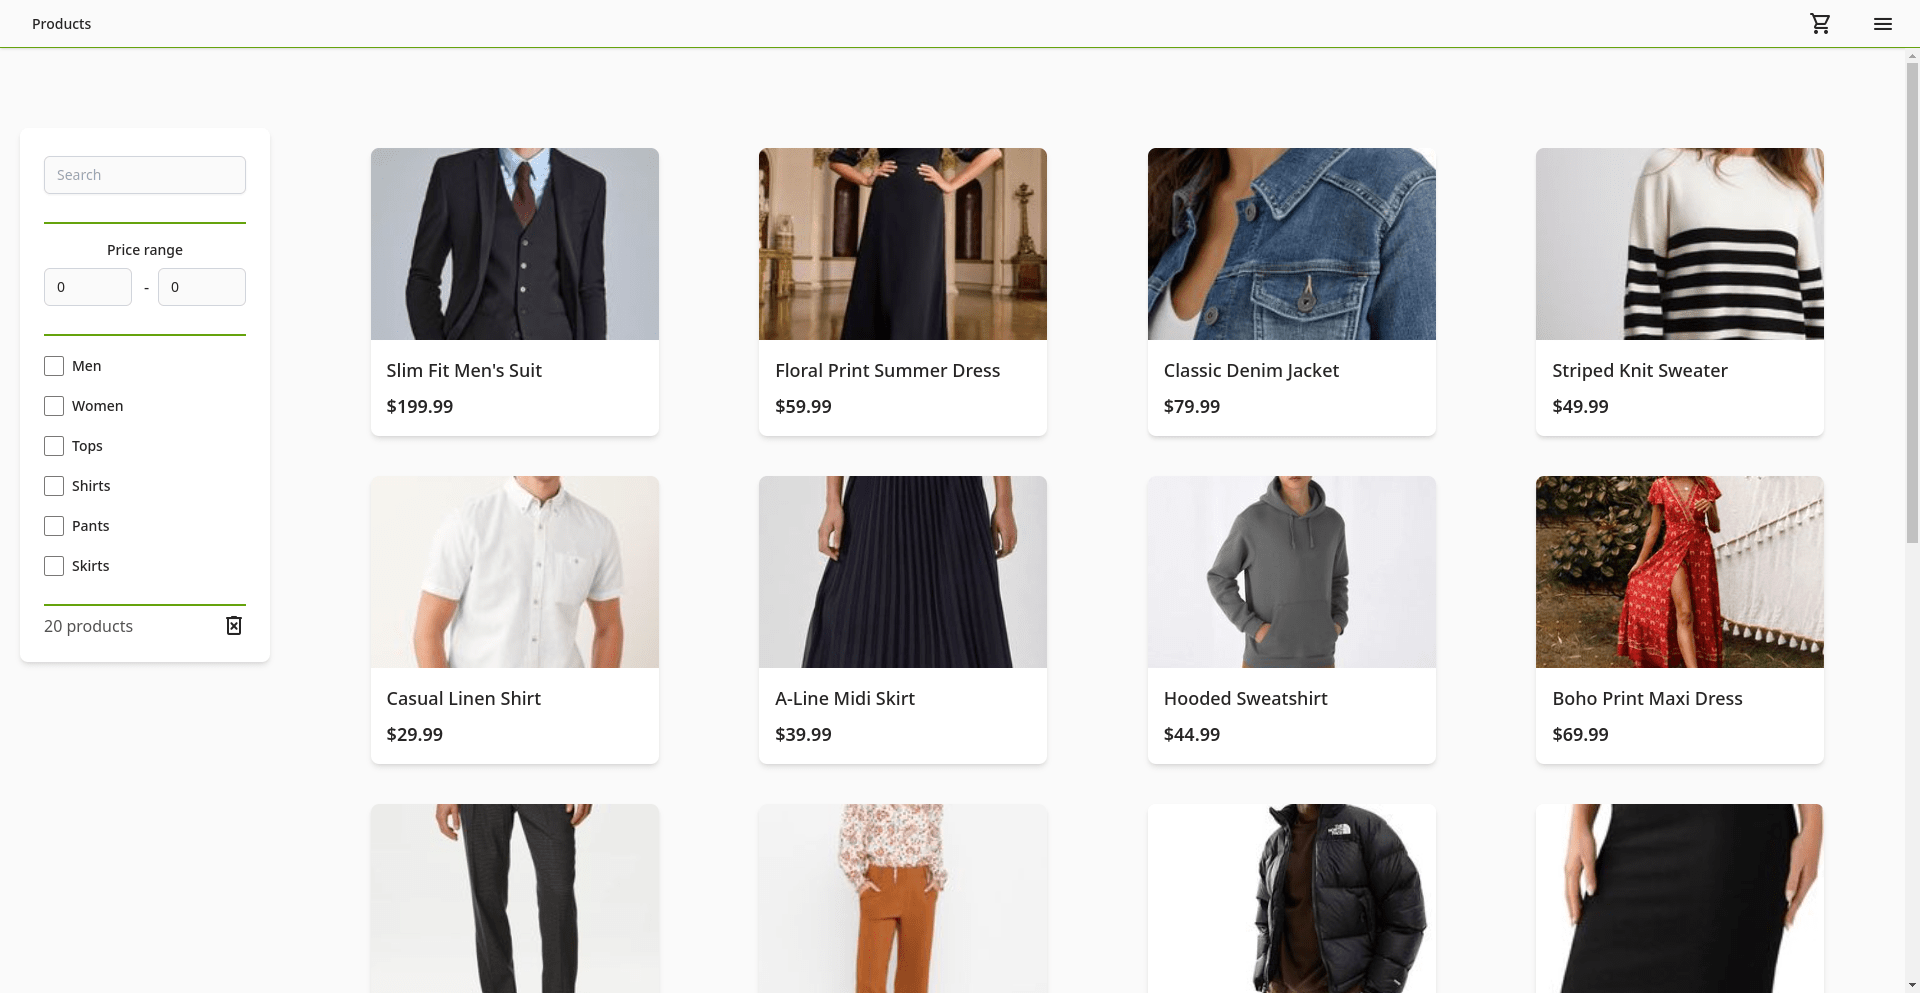 Products
Search
Price range
0 - 0
Men
Women
Tops
Shirts
Pants
Skirts
20 products
Slim Fit Men's Suit
$199.99
Floral Print Summer Dress
$59.99
Classic Denim Jacket
$79.99
Striped Knit Sweater
$49.99
Casual Linen Shirt
$29.99
A-Line Midi Skirt
$39.99
Hooded Sweatshirt
$44.99
Boho Print Maxi Dress
$69.99